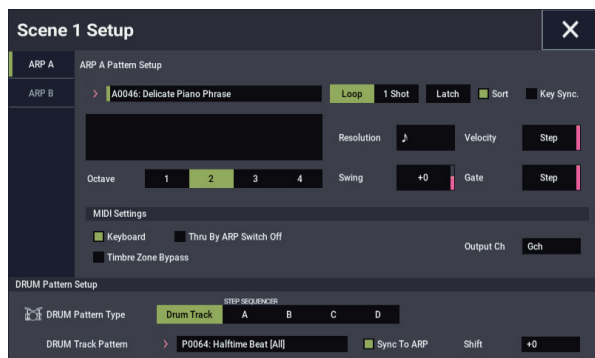 Scene 1 Setup
ARP A
ARP A Pattern Setup
ARP B
A0046: Delicate Piano Phrase
Loop 1 Shot Latch Sort Key Sync.
Resolution Velocity Step
Octave 1 2 3 4 Swing +0 Gate Step
MIDI Settings
Keyboard Thru By ARP Switch Off
Timbre Zone Bypass
Output Ch Gch
DRUM Pattern Setup
STEP SEQUENCER
DRUM Pattern Type Drum Track A B C D
DRUM Track Pattern P0064: Halftime Beat [All] Sync To ARP Shift +0